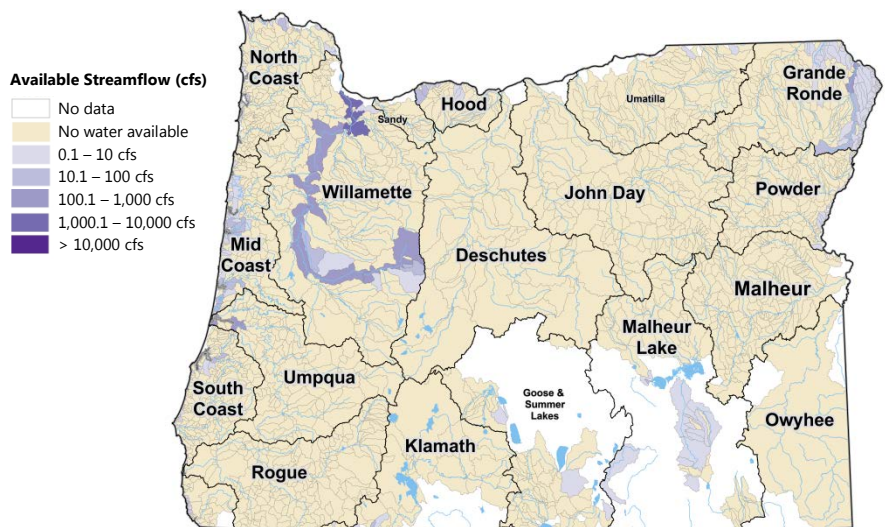 Available Streamflow (cfs)
No data
No water available
0.1 – 10 cfs
10.1 – 100 cfs
100.1 – 1,000 cfs
1,000.1 – 10,000 cfs
> 10,000 cfs
North
Coast
Sandy
Hood
Umatilla
Grande
Ronde
Willamette
John Day
Powder
Mid
Coast
Deschutes
Malheur
Malheur
Lake
South
Coast
Umpqua
Goose &
Summer
Lakes
Owyhee
Klamath
Rogue